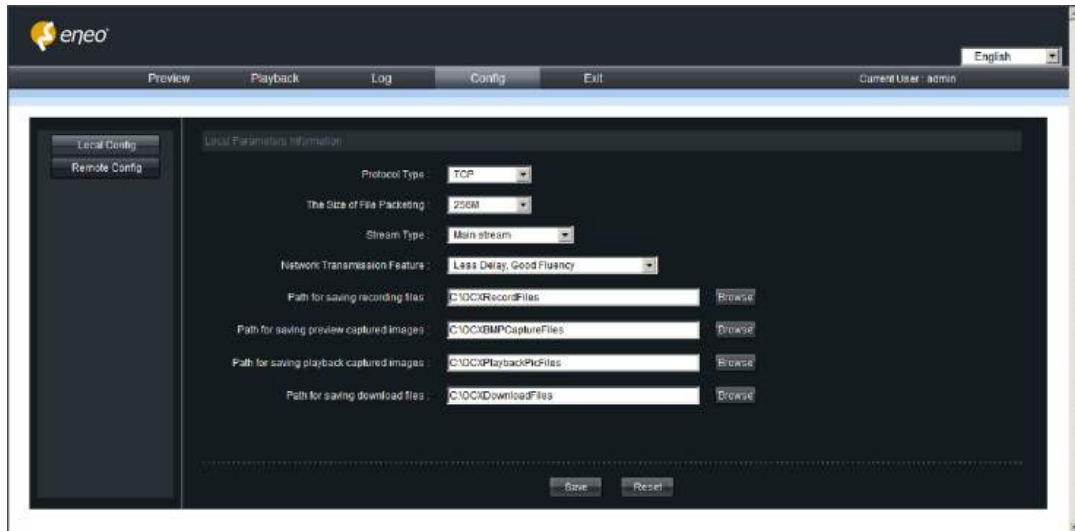 eneo
English
Preview Playback Log Config Exit Current User : admin
Local Config
Remote Config
Local Parameters Information
Protocol Type : TCP
The Size of File Packeting : 256M
Stream Type : Main stream
Network Transmission Feature : Less Delay, Good Fluency
Path for saving recording files : C:\OCXRecordFiles Browse
Path for saving preview captured images : C:\OCXBMPCaptureFiles Browse
Path for saving playback captured images : C:\OCXPlaybackPicFiles Browse
Path for saving download files : C:\OCXDownloadFiles Browse
Save Reset